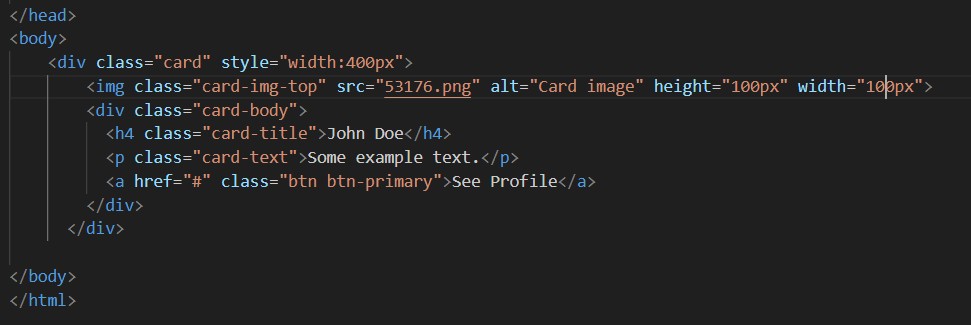 </head>
<body>
<div class="card" style="width:400px">
<img class="card-img-top" src="53176.png" alt="Card image" height="100px" width="100px">
<div class="card-body">
<h4 class="card-title">John Doe</h4>
<p class="card-text">Some example text.</p>
<a href="#" class="btn btn-primary">See Profile</a>
</div>
</div>
</body>
</html>